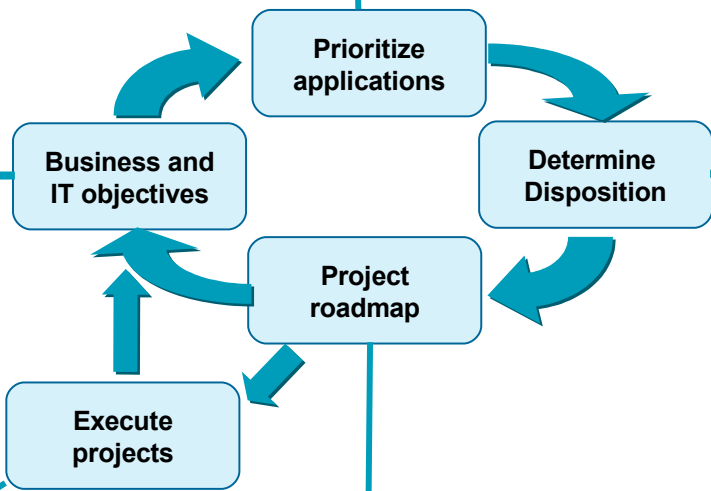 Prioritize
applications
Business and
IT objectives
Determine
Disposition
Project
roadmap
Execute
projects